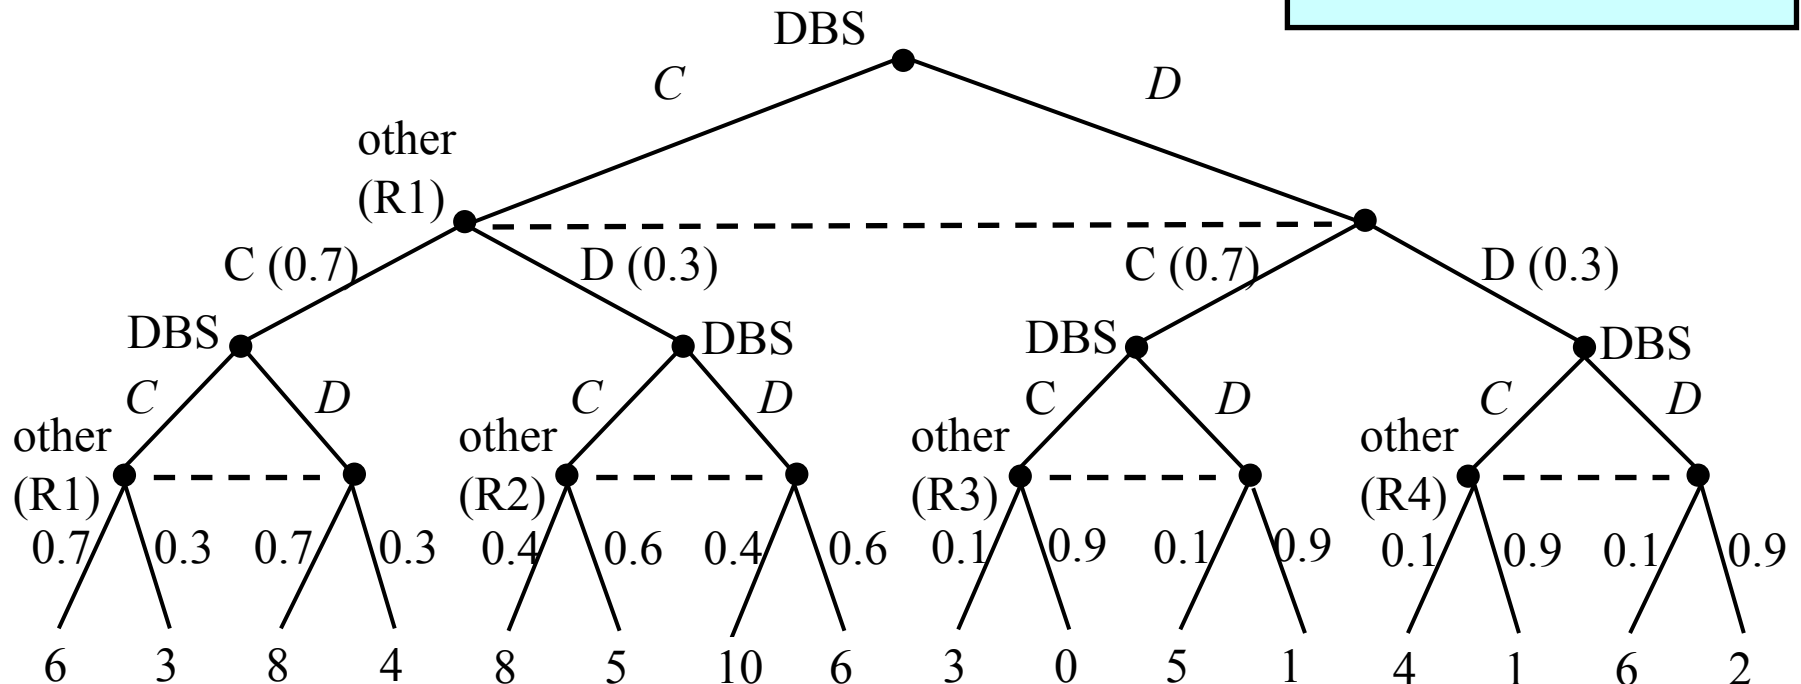 DBS
C D
other
(R1)
C (0.7) D (0.3) C (0.7) D (0.3)
DBS DBS DBS DBS
C D C D C D C D
other other other other
(R1) (R2) (R3) (R4)
0.7 0.3 0.7 0.3 0.4 0.6 0.4 0.6 0.1 0.9 0.1 0.9 0.1 0.9 0.1 0.9
6 3 8 4 8 5 10 6 3 0 5 1 4 1 6 2